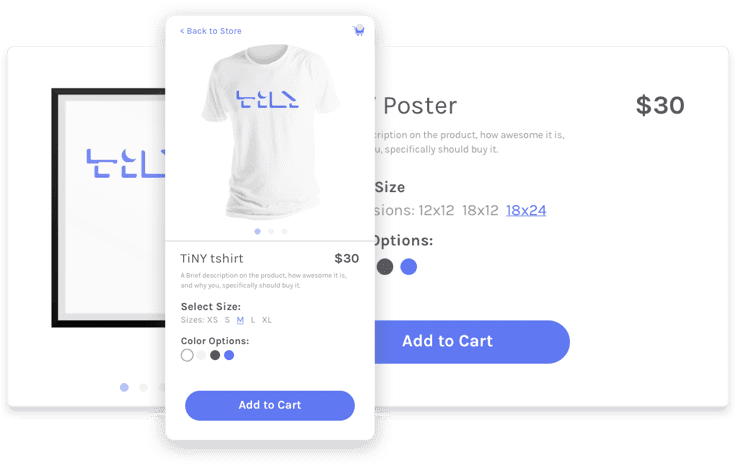 < Back to Store
TiNY tshirt
$30
A Brief description on the product, how awesome it is,
and why you, specifically should buy it.
Select Size:
Sizes: XS S M L XL
Color Options:
Add to Cart
Poster
$30
cription on the product, how awesome it is,
u, specifically should buy it.
Size
sions: 12x12 18x12 18x24
Options:
Add to Cart